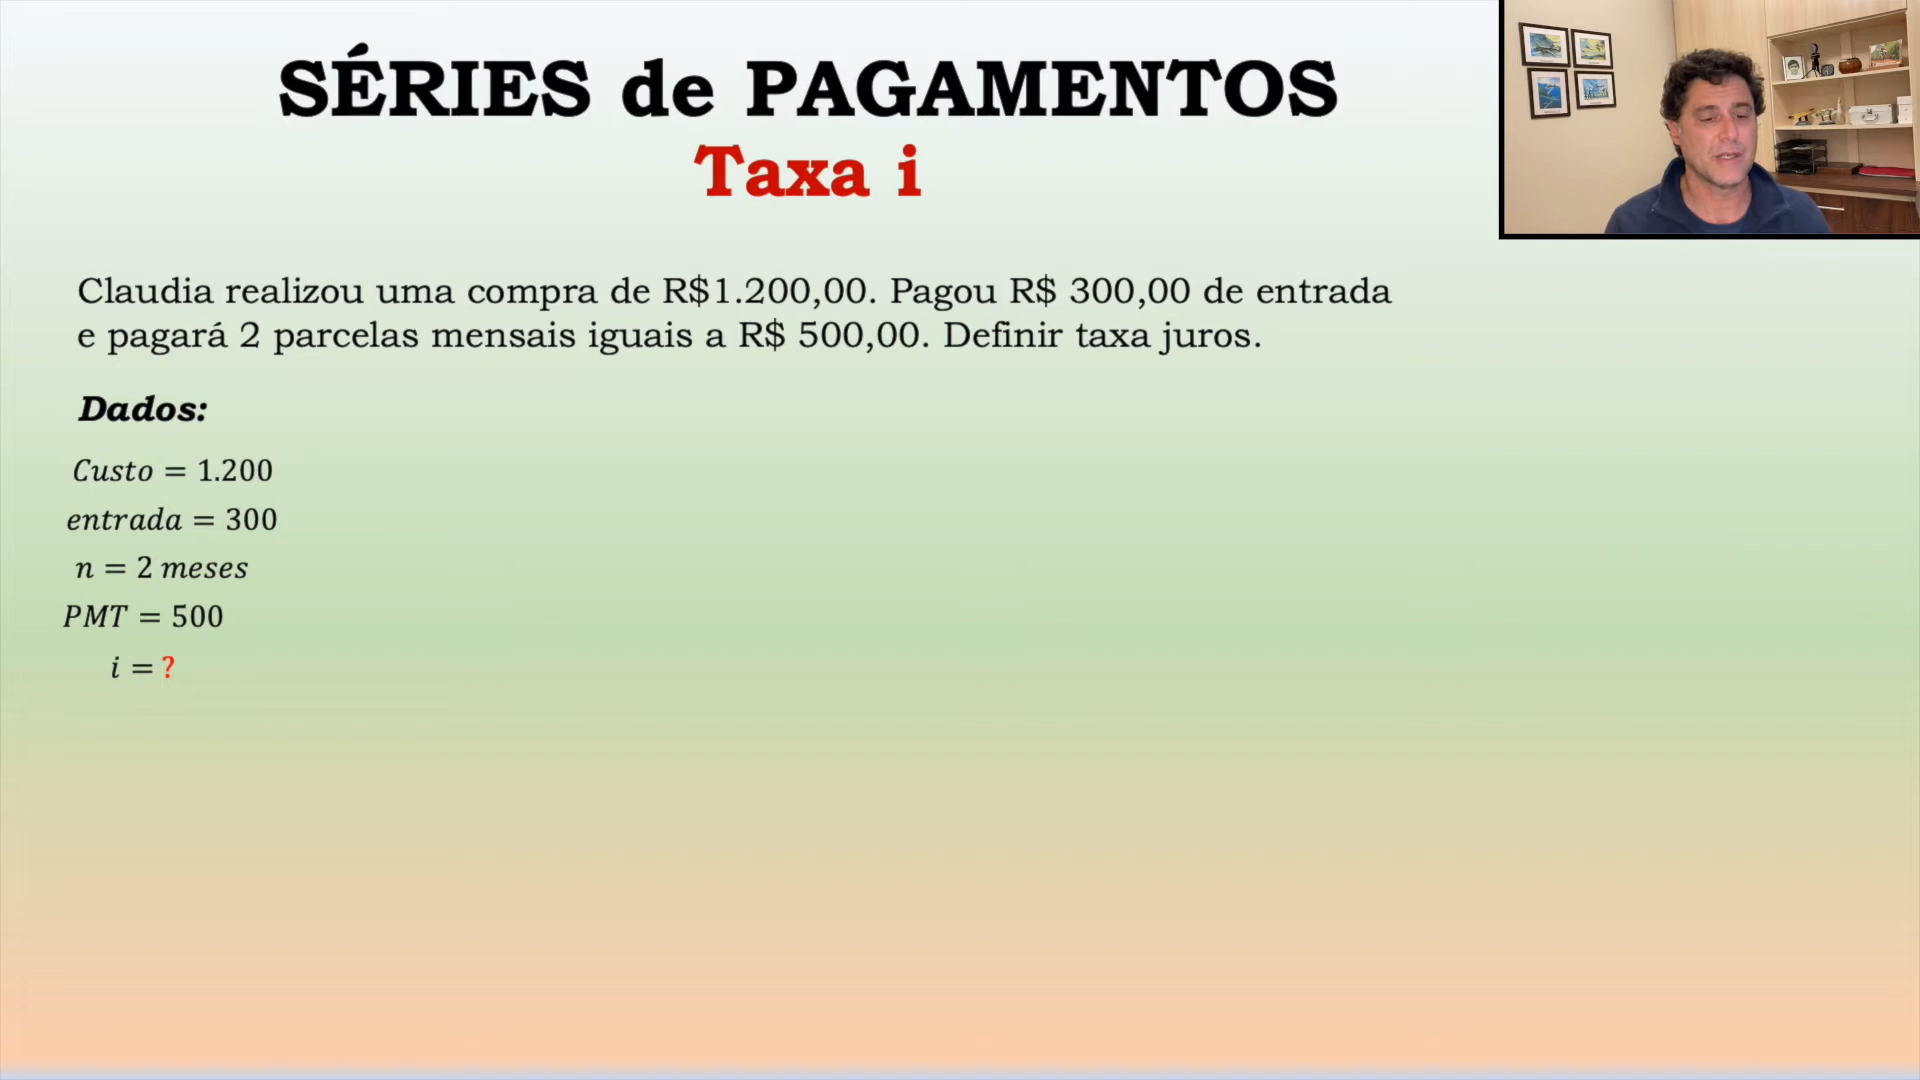 SÉRIES de PAGAMENTOS
Taxa i
Claudia realizou uma compra de R$1.200,00. Pagou R$ 300,00 de entrada
e pagará 2 parcelas mensais iguais a R$ 500,00. Definir taxa juros.
Dados:
Custo = 1.200
entrada = 300
n = 2 meses
PMT = 500
i = ?